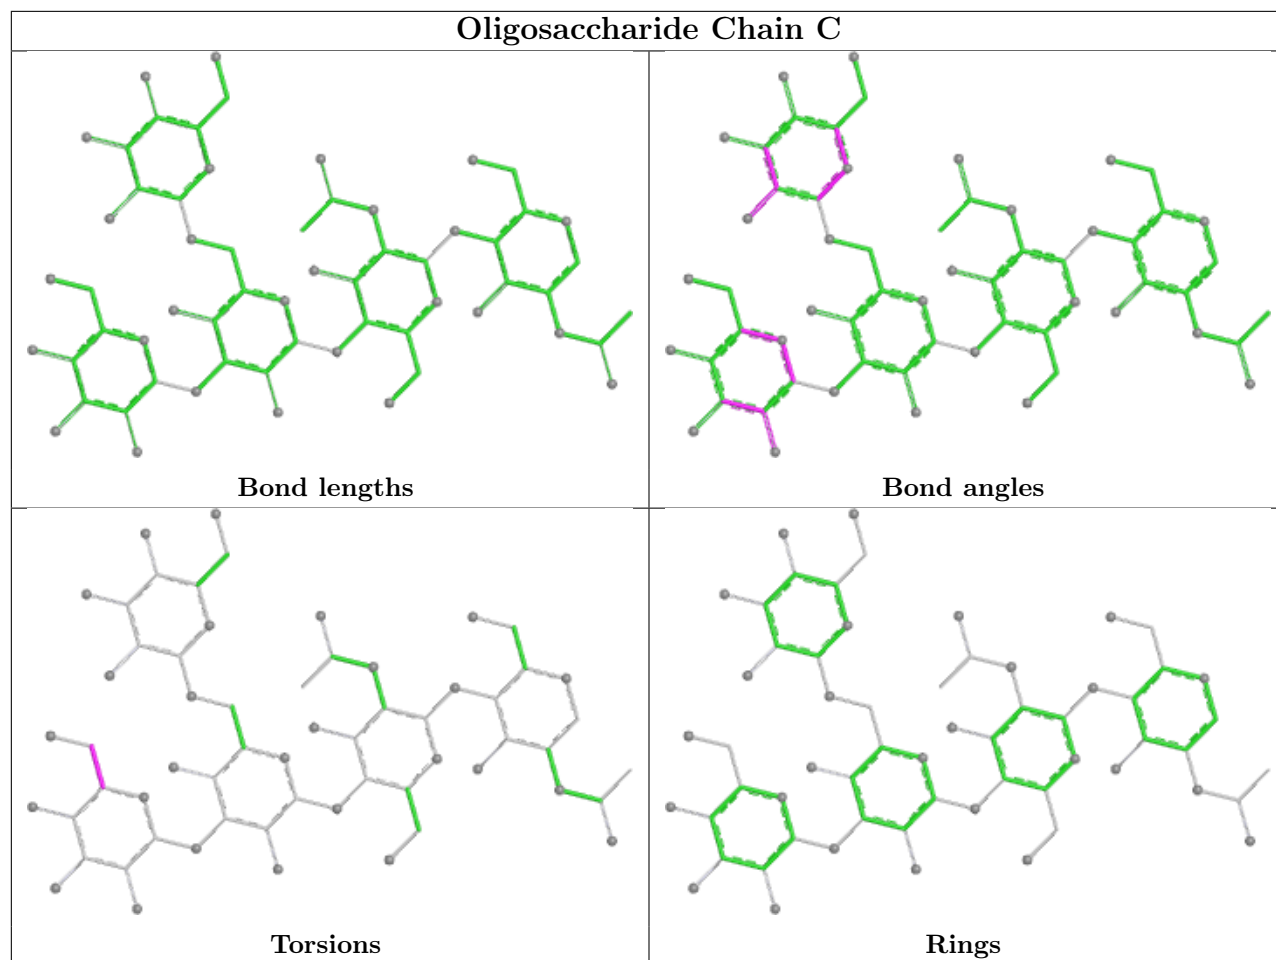 Oligosaccharide Chain C
Bond lengths
Bond angles
Torsions
Rings